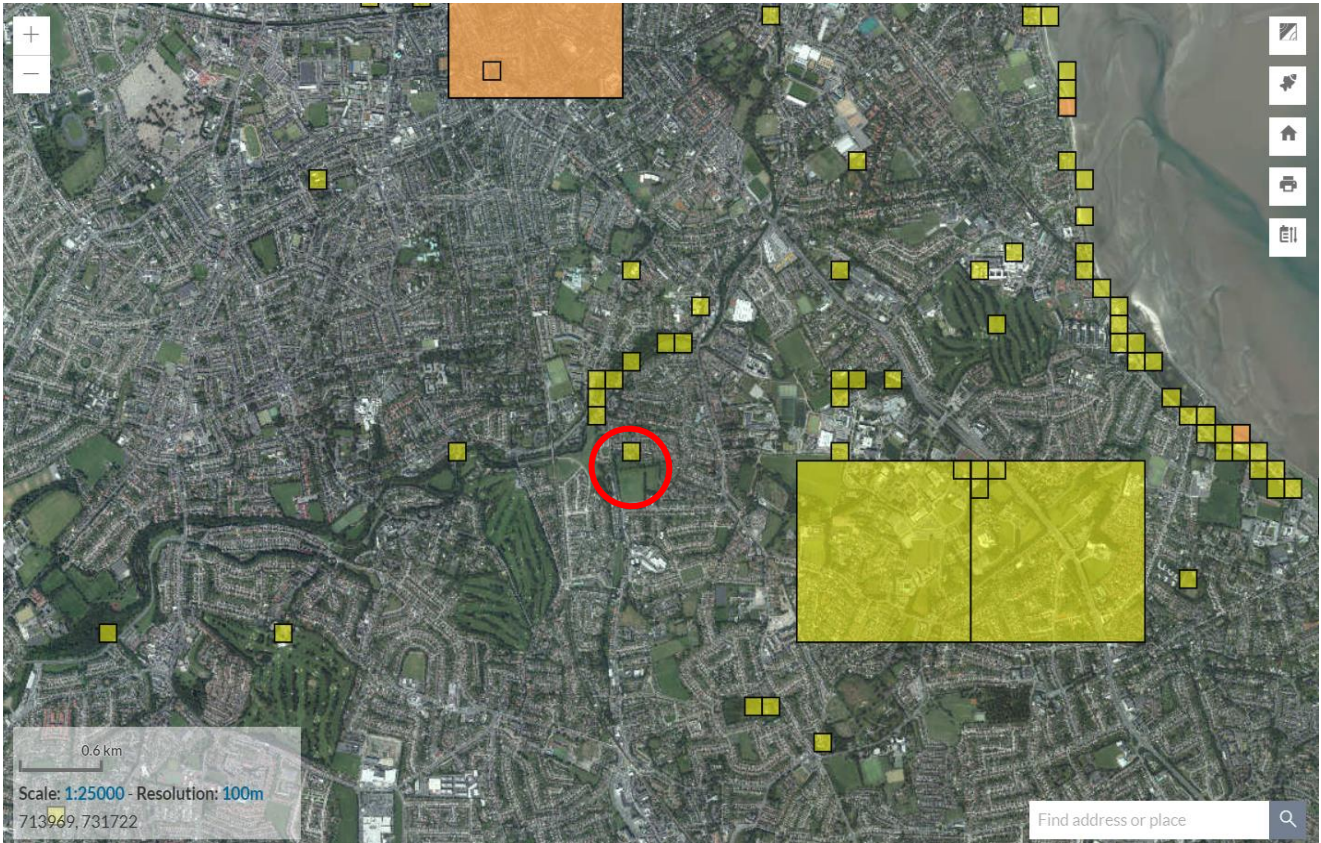 +
−
0.6 km
Scale: 1:25000 - Resolution: 100m
713969, 731722
Find address or place